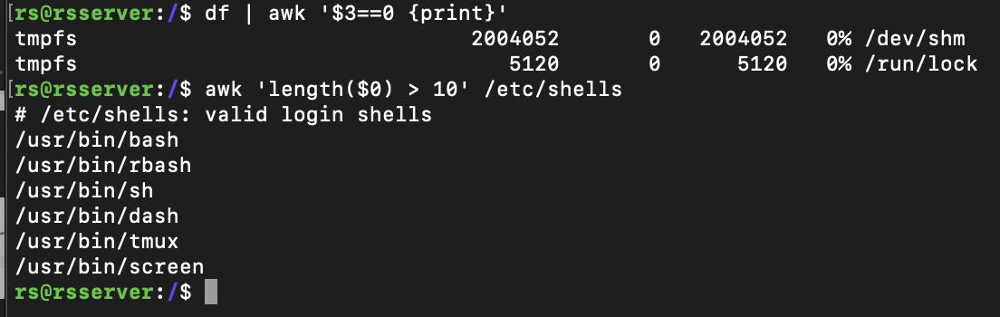 [rs@rsserver:/$ df | awk '$3==0 {print}'
tmpfs                                2004052       0   2004052   0% /dev/shm
tmpfs                                   5120       0      5120   0% /run/lock
[rs@rsserver:/$ awk 'length($0) > 10' /etc/shells
# /etc/shells: valid login shells
/usr/bin/bash
/usr/bin/rbash
/usr/bin/sh
/usr/bin/dash
/usr/bin/tmux
/usr/bin/screen
rs@rsserver:/$